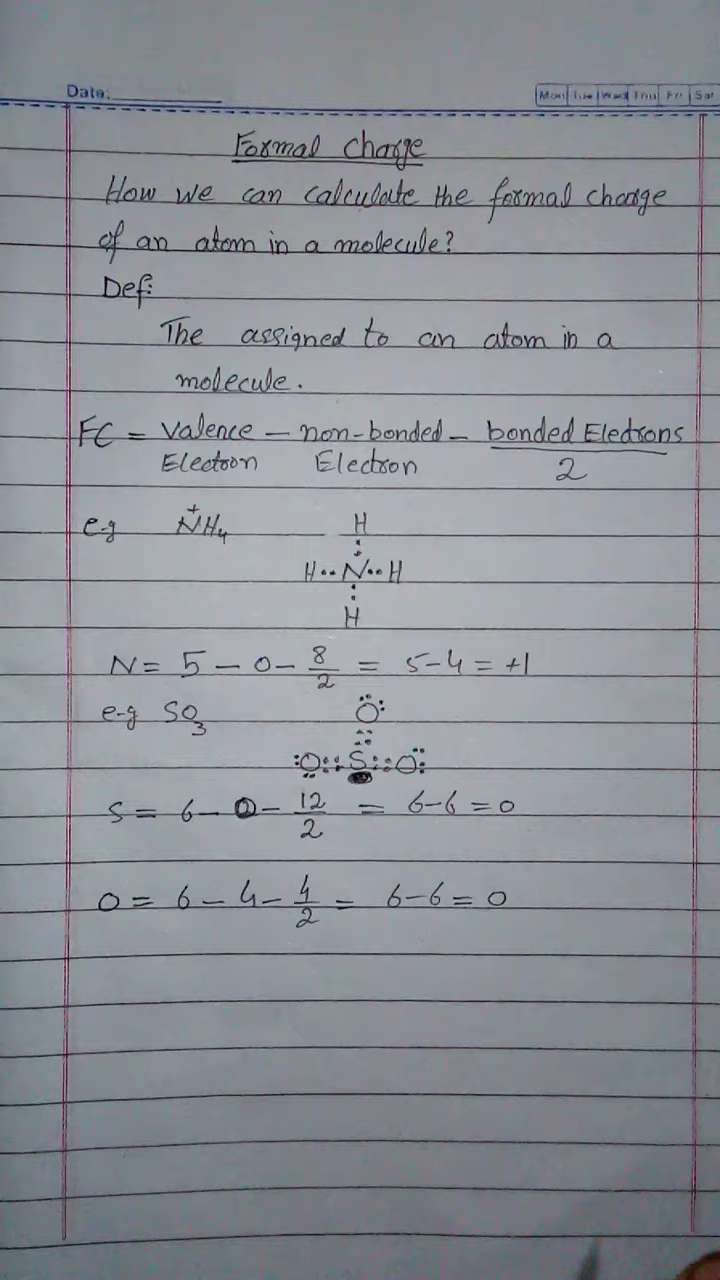 Date:
Mon Tue Wed Thu Fri Sat
Formal Charge
How we can calculate the formal charge
of an atom in a molecule?
Def:
The assigned to an atom in a
molecule.
FC = Valence – non-bonded – bonded Electrons
Electron Electron 2
e.g N⁺H₄ H
H••N••H
H
N = 5 – 0 – 8/2 = 5–4 = +1
e-g SO₃ Ö:
:O::S::O:
S = 6 – 0 – 12/2 = 6–6 = 0
O = 6 – 4 – 4/2 = 6–6 = 0